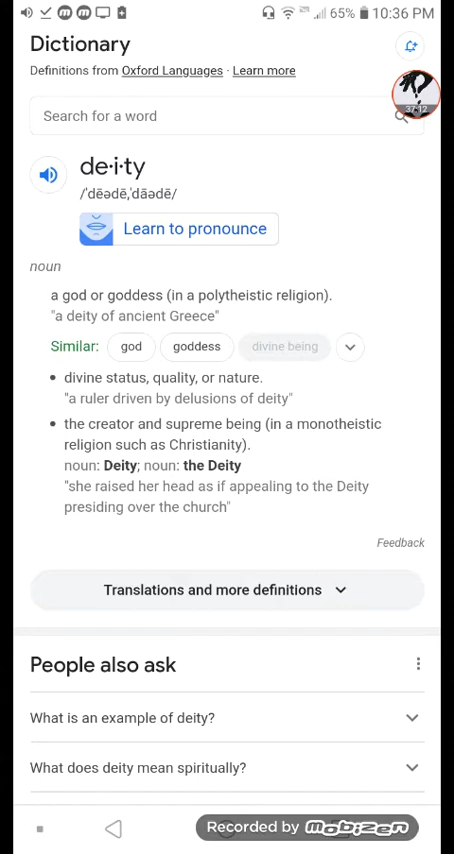 65% 10:36 PM
Dictionary
Definitions from Oxford Languages · Learn more
37:12
Search for a word
de·i·ty
/ˈdēədē,ˈdāədē/
Learn to pronounce
noun
a god or goddess (in a polytheistic religion).
"a deity of ancient Greece"
Similar: god goddess divine being
• divine status, quality, or nature.
"a ruler driven by delusions of deity"
• the creator and supreme being (in a monotheistic
religion such as Christianity).
noun: Deity; noun: the Deity
"she raised her head as if appealing to the Deity
presiding over the church"
Feedback
Translations and more definitions
People also ask
What is an example of deity?
What does deity mean spiritually?
Recorded by mobizen